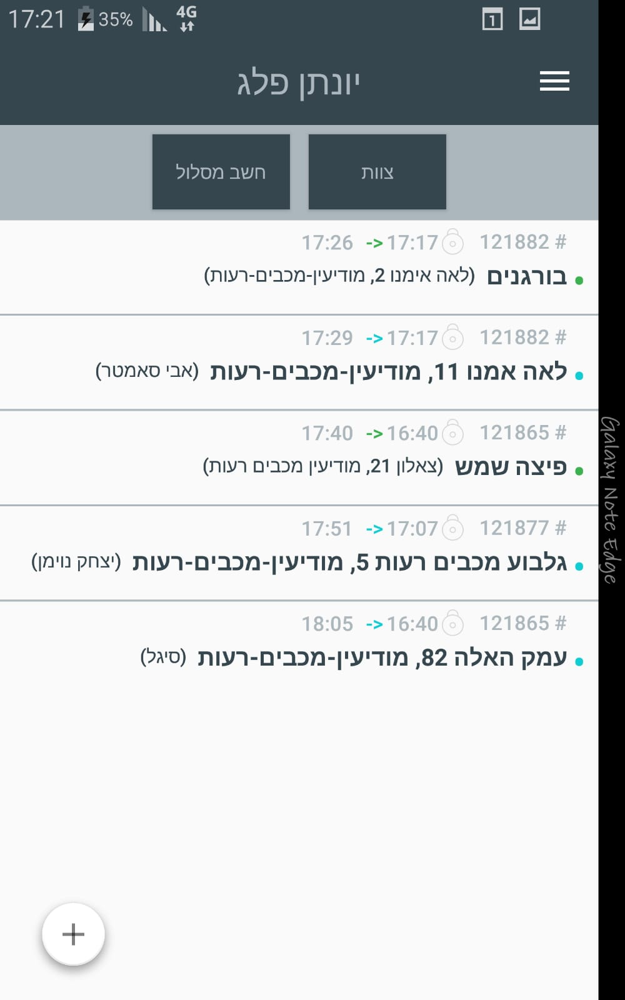 17:21 35% 4G 1
יונתן פלג
צוות חשב מסלול
# 121882 17:17 -> 17:26
בורגנים (לאה אימנו 2, מודיעין-מכבים-רעות)
# 121882 17:17 -> 17:29
לאה אמנו 11, מודיעין-מכבים-רעות (אבי סאמטר)
# 121865 16:40 -> 17:40
פיצה שמש (צאלון 21, מודיעין מכבים רעות)
# 121877 17:07 -> 17:51
גלבוע מכבים רעות 5, מודיעין-מכבים-רעות (יצחק נוימן)
# 121865 16:40 -> 18:05
עמק האלה 82, מודיעין-מכבים-רעות (סיגל)
+
Galaxy Note Edge